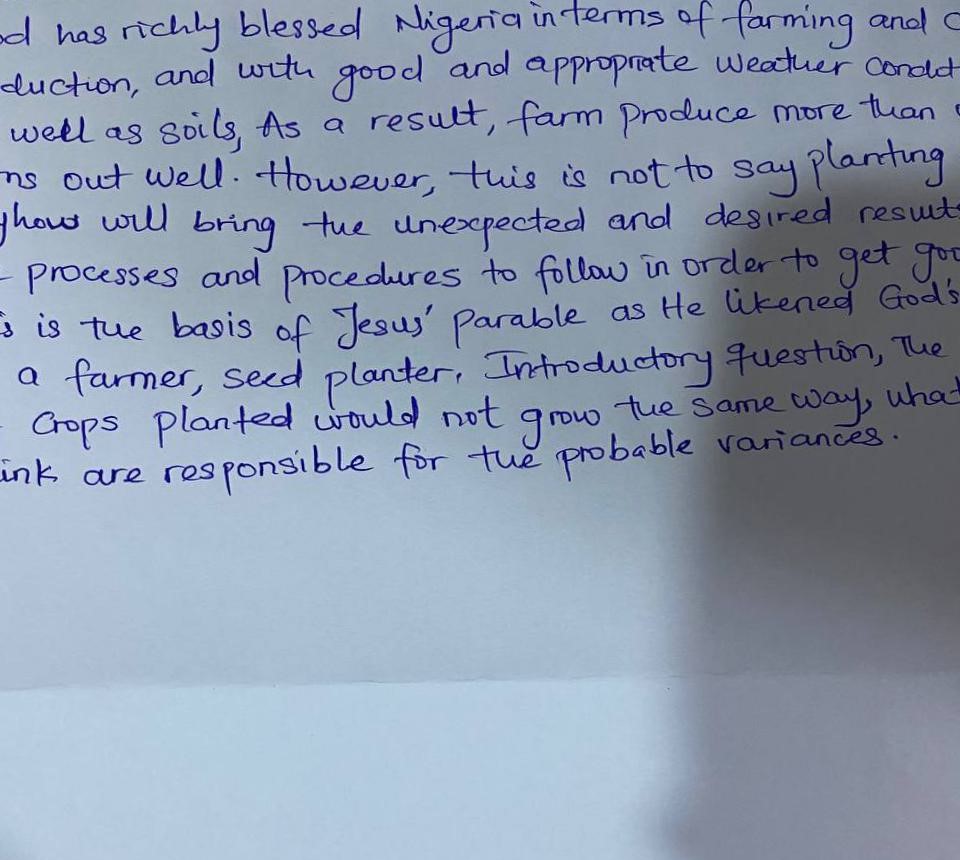 od has richly blessed Nigeria in terms of farming and
duction, and with good and appropriate weather condit
well as soils, As a result, farm produce more than
ns out well. However, this is not to say planting
yhow will bring the unexpected and desired results
processes and procedures to follow in order to get goo
s is the basis of Jesus' Parable as He likened God's
a farmer, seed planter. Introductory question, The
Crops planted would not grow the same way, what
ink are responsible for the probable variances.